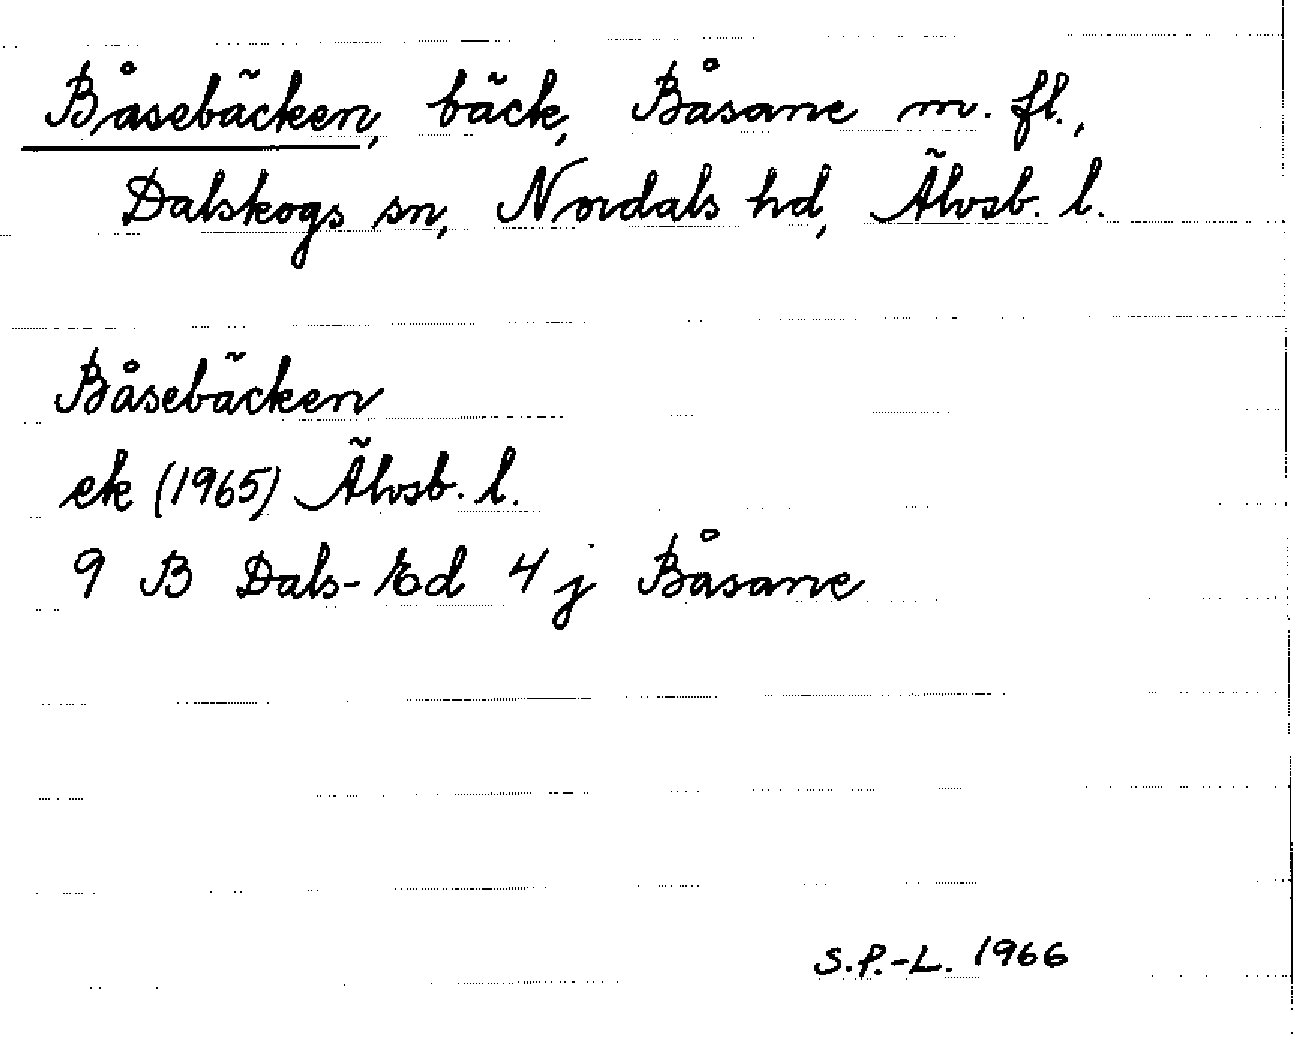 Båsebäcken, bäck, Båsane m. fl.,
Dalskogs sn, Nordals hd, Älvsb. l.
Båsebäcken
ek (1965) Älvsb. l.
9 B Dals-Ed 4 j Båsane
S.P.-L. 1966